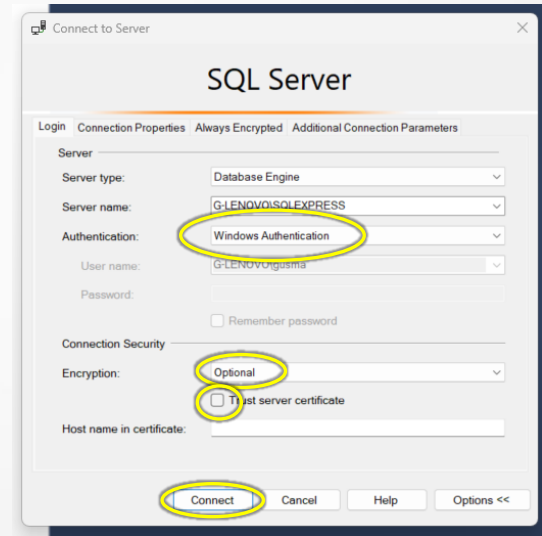 Connect to Server
SQL Server
Login Connection Properties Always Encrypted Additional Connection Parameters
Server
Server type: Database Engine
Server name: G-LENOVO\SQLEXPRESS
Authentication: Windows Authentication
User name: G-LENOVO\gusma
Password:
Remember password
Connection Security
Encryption: Optional
Trust server certificate
Host name in certificate:
Connect Cancel Help Options <<